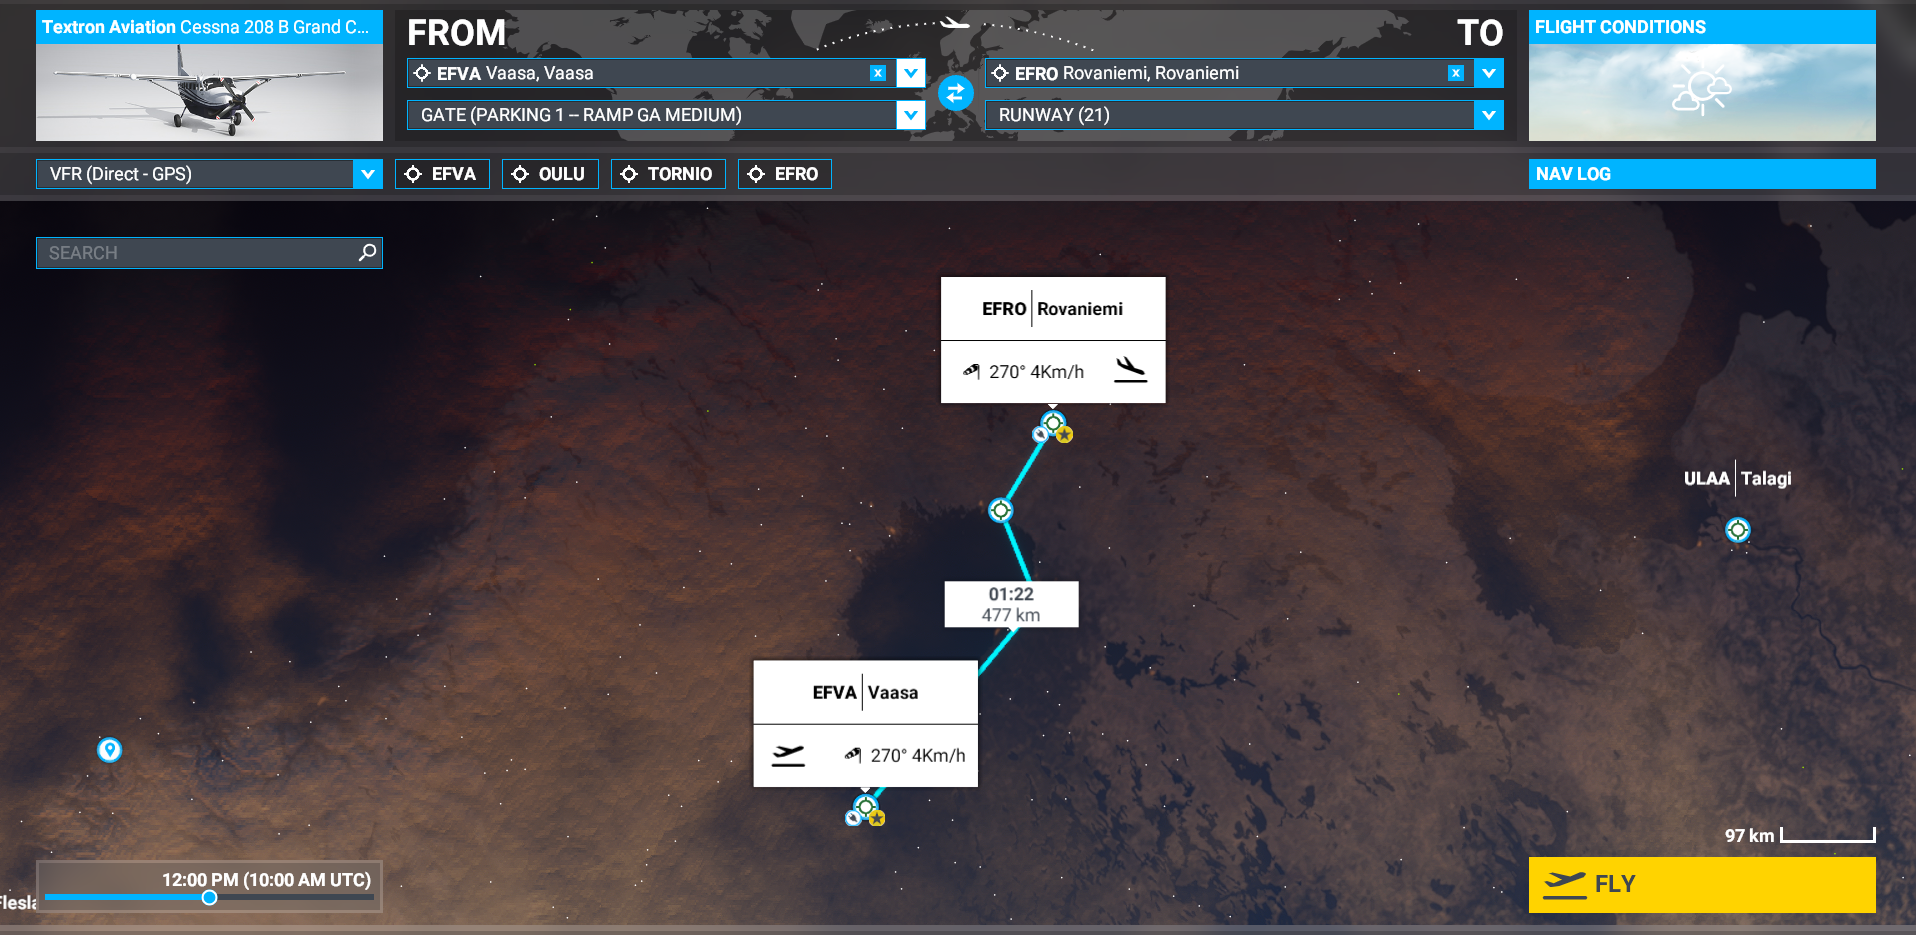 Textron Aviation Cessna 208 B Grand C...
FROM
TO
EFVA Vaasa, Vaasa
x
EFRO Rovaniemi, Rovaniemi
x
GATE (PARKING 1 – RAMP GA MEDIUM)
RUNWAY (21)
FLIGHT CONDITIONS
VFR (Direct - GPS)
EFVA
OULU
TORNIO
EFRO
NAV LOG
SEARCH
EFRO Rovaniemi
270° 4Km/h
ULAA Talagi
01:22
477 km
EFVA Vaasa
270° 4Km/h
97 km
12:00 PM (10:00 AM UTC)
FLY